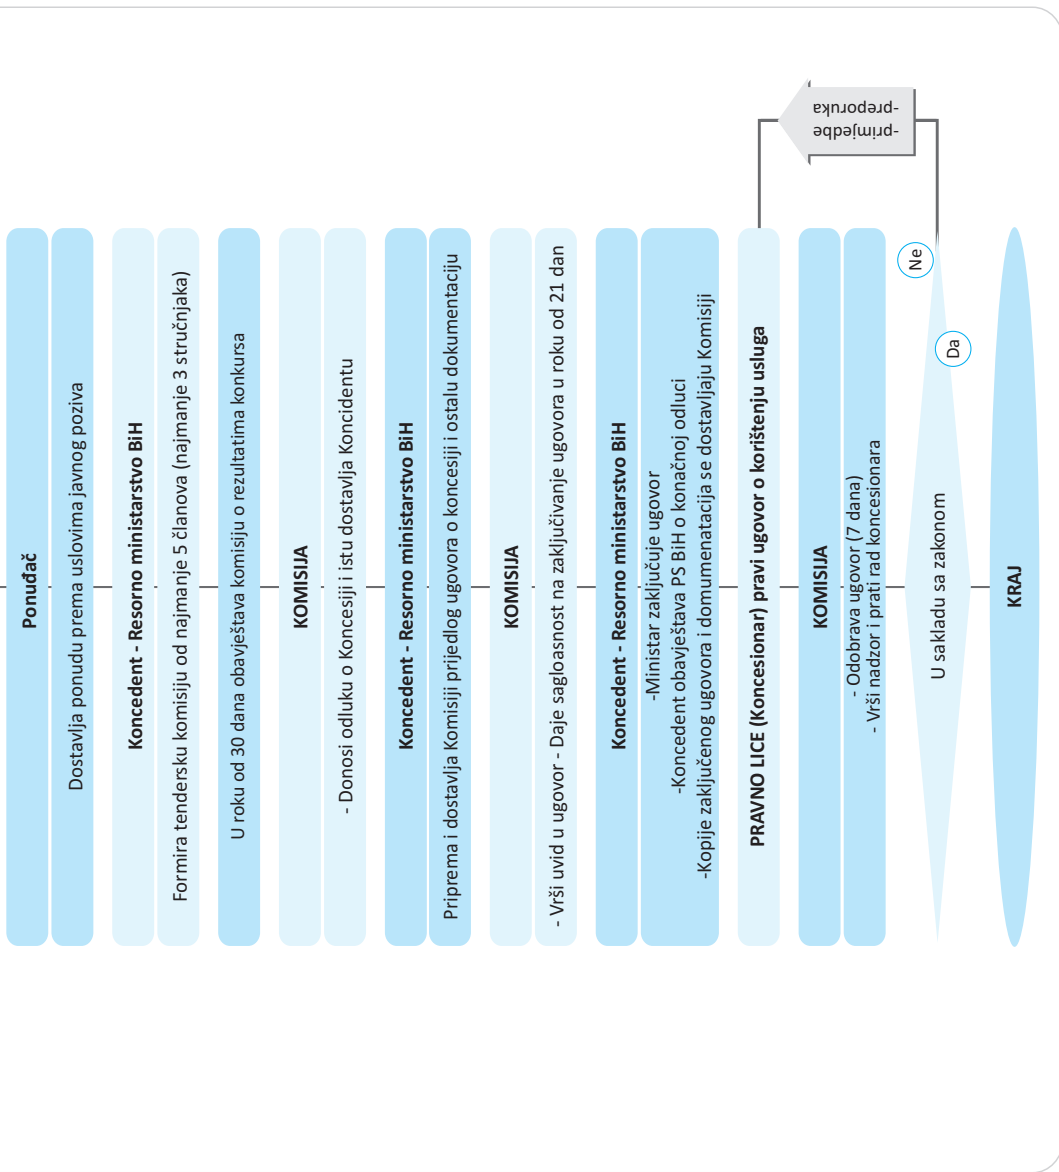 Ponuđač
Dostavlja ponudu prema uslovima javnog poziva
Koncedent - Resorno ministarstvo BiH
Formira tendersku komisiju od najmanje 5 članova (najmanje 3 stručnjaka)
U roku od 30 dana obavještava komisiju o rezultatima konkursa
KOMISIJA
- Donosi odluku o Koncesiji i istu dostavlja Koncidentu
Koncedent - Resorno ministarstvo BiH
Priprema i dostavlja Komisiji prijedlog ugovora o koncesiji i ostalu dokumentaciju
KOMISIJA
- Vrši uvid u ugovor - Daje sagloasnost na zaključivanje ugovora u roku od 21 dan
Koncedent - Resorno ministarstvo BiH
-Ministar zaključuje ugovor
-Koncedent obavještava PS BiH o konačnoj odluci
-Kopije zaključenog ugovora i domumenatacija se dostavljaju Komisiji
PRAVNO LICE (Koncesionar) pravi ugovor o korištenju usluga
KOMISIJA
- Odobrava ugovor (7 dana)
- Vrši nadzor i prati rad koncesionara
U sakladu sa zakonom
Ne
-primjedbe
-preporuka
Da
KRAJ